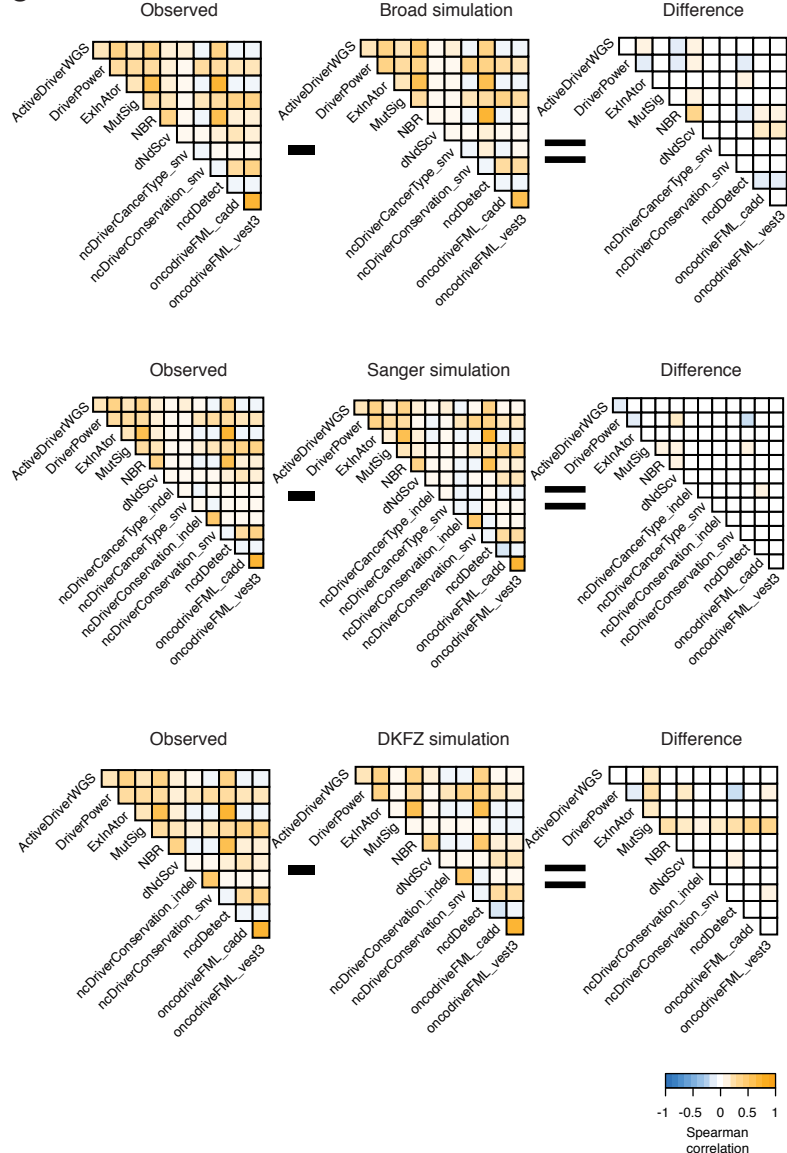 Observed
Broad simulation
Difference
ActiveDriverWGS
DriverPower
ExInAtor
MutSig
NBR
dNdScv
ncDriverCancerType_snv
ncDriverConservation_snv
ncdDetect
oncodriveFML_cadd
oncodriveFML_vest3
ActiveDriverWGS
DriverPower
ExInAtor
MutSig
NBR
dNdScv
ncDriverCancerType_snv
ncDriverConservation_snv
ncdDetect
oncodriveFML_cadd
oncodriveFML_vest3
ActiveDriverWGS
DriverPower
ExInAtor
MutSig
NBR
dNdScv
ncDriverCancerType_snv
ncDriverConservation_snv
ncdDetect
oncodriveFML_cadd
oncodriveFML_vest3
Observed
Sanger simulation
Difference
ActiveDriverWGS
DriverPower
ExInAtor
MutSig
NBR
dNdScv
ncDriverCancerType_indel
ncDriverCancerType_snv
ncDriverConservation_indel
ncDriverConservation_snv
ncdDetect
oncodriveFML_cadd
oncodriveFML_vest3
ActiveDriverWGS
DriverPower
ExInAtor
MutSig
NBR
dNdScv
ncDriverCancerType_indel
ncDriverCancerType_snv
ncDriverConservation_indel
ncDriverConservation_snv
ncdDetect
oncodriveFML_cadd
oncodriveFML_vest3
ActiveDriverWGS
DriverPower
ExInAtor
MutSig
NBR
dNdScv
ncDriverCancerType_indel
ncDriverCancerType_snv
ncDriverConservation_indel
ncDriverConservation_snv
ncdDetect
oncodriveFML_cadd
oncodriveFML_vest3
Observed
DKFZ simulation
Difference
ActiveDriverWGS
DriverPower
ExInAtor
MutSig
NBR
dNdScv
ncDriverConservation_indel
ncDriverConservation_snv
ncdDetect
oncodriveFML_cadd
oncodriveFML_vest3
ActiveDriverWGS
DriverPower
ExInAtor
MutSig
NBR
dNdScv
ncDriverConservation_indel
ncDriverConservation_snv
ncdDetect
oncodriveFML_cadd
oncodriveFML_vest3
ActiveDriverWGS
DriverPower
ExInAtor
MutSig
NBR
dNdScv
ncDriverConservation_indel
ncDriverConservation_snv
ncdDetect
oncodriveFML_cadd
oncodriveFML_vest3
-1 -0.5 0 0.5 1
Spearman
correlation